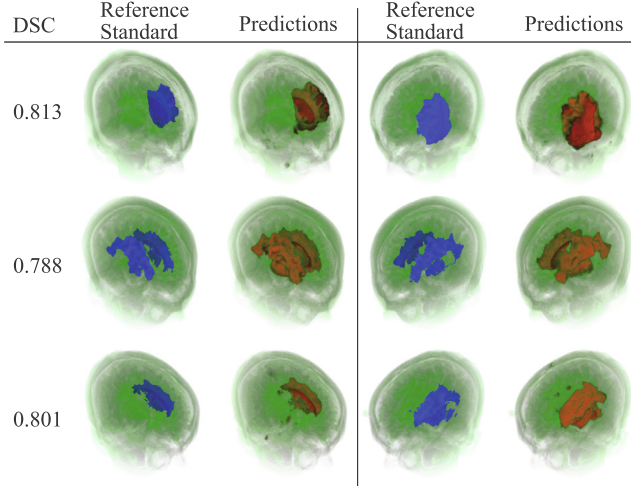 DSC
Reference
Standard
Predictions
Reference
Standard
Predictions
0.813
0.788
0.801